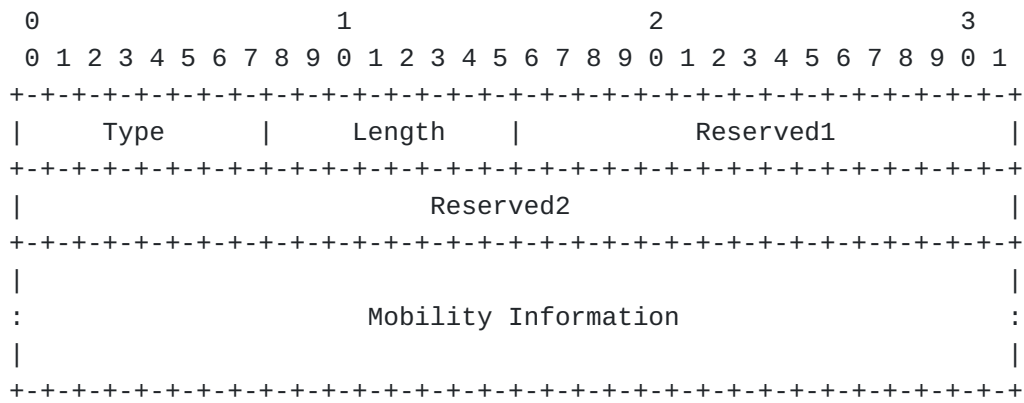 0                   1                   2                   3
 0 1 2 3 4 5 6 7 8 9 0 1 2 3 4 5 6 7 8 9 0 1 2 3 4 5 6 7 8 9 0 1
+-+-+-+-+-+-+-+-+-+-+-+-+-+-+-+-+-+-+-+-+-+-+-+-+-+-+-+-+-+-+-+-+
|     Type      |     Length    |           Reserved1           |
+-+-+-+-+-+-+-+-+-+-+-+-+-+-+-+-+-+-+-+-+-+-+-+-+-+-+-+-+-+-+-+-+
|                          Reserved2                            |
+-+-+-+-+-+-+-+-+-+-+-+-+-+-+-+-+-+-+-+-+-+-+-+-+-+-+-+-+-+-+-+-+
|                                                               |
:                      Mobility Information                     :
|                                                               |
+-+-+-+-+-+-+-+-+-+-+-+-+-+-+-+-+-+-+-+-+-+-+-+-+-+-+-+-+-+-+-+-+